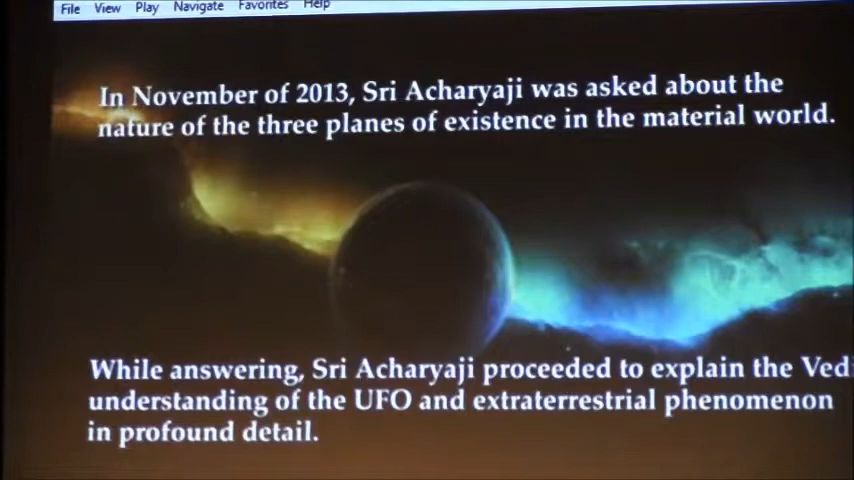 File View Play Navigate Favorites Help
In November of 2013, Sri Acharyaji was asked about the
nature of the three planes of existence in the material world.
While answering, Sri Acharyaji proceeded to explain the Vedi
understanding of the UFO and extraterrestrial phenomenon
in profound detail.